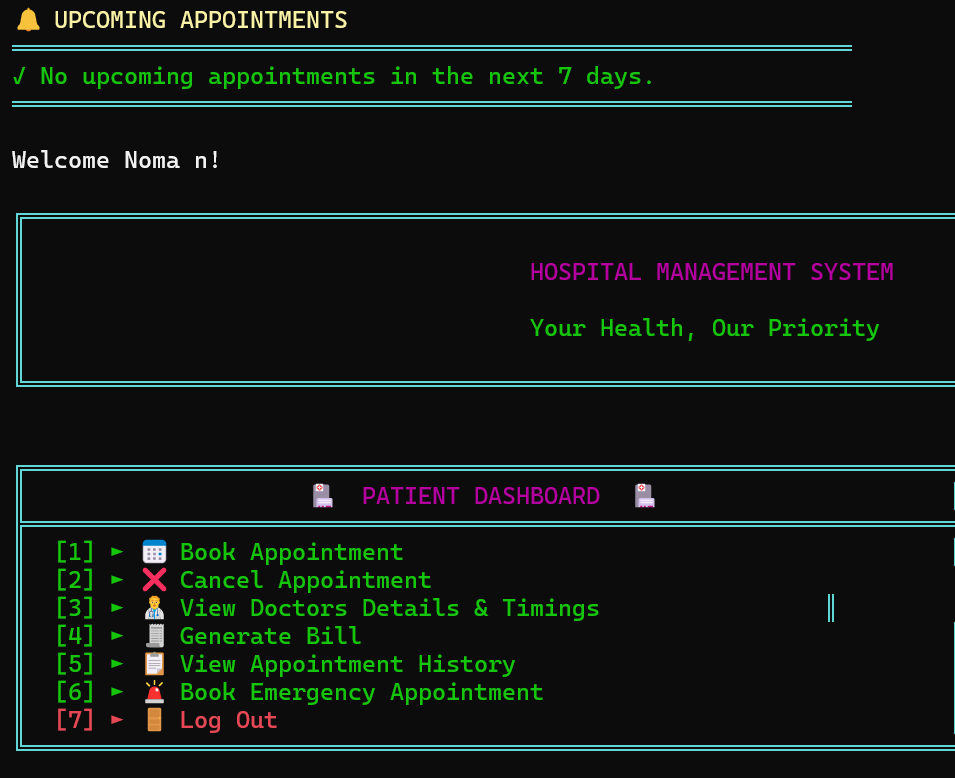 🔔 UPCOMING APPOINTMENTS
√ No upcoming appointments in the next 7 days.
Welcome Noma n!
HOSPITAL MANAGEMENT SYSTEM
Your Health, Our Priority
🏥 PATIENT DASHBOARD 🏥
[1] ► 📅 Book Appointment
[2] ► ❌ Cancel Appointment
[3] ► 👨‍⚕️ View Doctors Details & Timings
[4] ► 🧾 Generate Bill
[5] ► 📋 View Appointment History
[6] ► 🚨 Book Emergency Appointment
[7] ► 🚪 Log Out